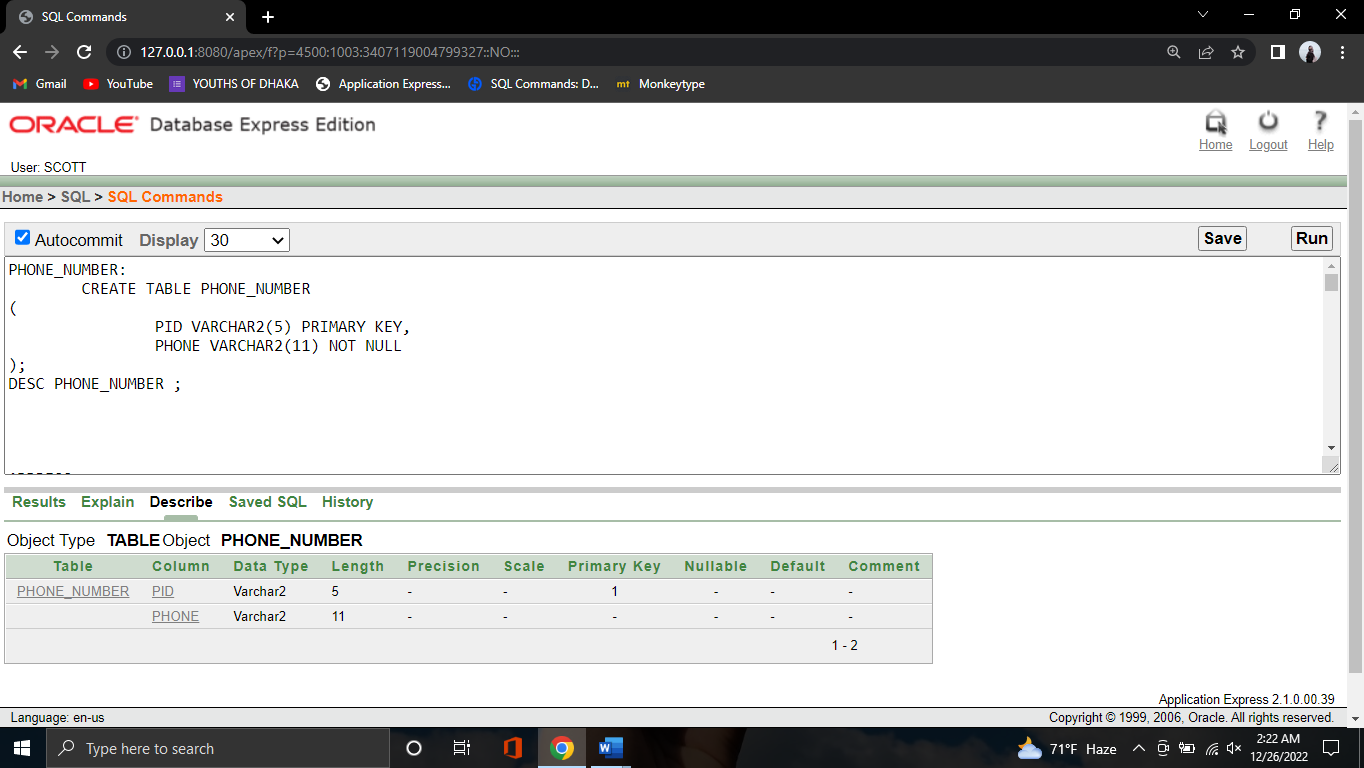 SQL Commands
127.0.0.1:8080/apex/f?p=4500:1003:3407119004799327::NO:::
Gmail YouTube YOUTHS OF DHAKA Application Express... SQL Commands: D... mt Monkeytype
ORACLE Database Express Edition
Home Logout Help
User: SCOTT
Home > SQL > SQL Commands
Autocommit Display 30 Save Run
PHONE_NUMBER:
CREATE TABLE PHONE_NUMBER
(
PID VARCHAR2(5) PRIMARY KEY,
PHONE VARCHAR2(11) NOT NULL
);
DESC PHONE_NUMBER ;
Results Explain Describe Saved SQL History
Object Type TABLE Object PHONE_NUMBER
Table Column Data Type Length Precision Scale Primary Key Nullable Default Comment
PHONE_NUMBER PID Varchar2 5 - - 1 - - -
PHONE Varchar2 11 - - - - - -
1 - 2
Application Express 2.1.0.00.39
Language: en-us Copyright © 1999, 2006, Oracle. All rights reserved.
Type here to search 71°F Haze 2:22 AM
12/26/2022